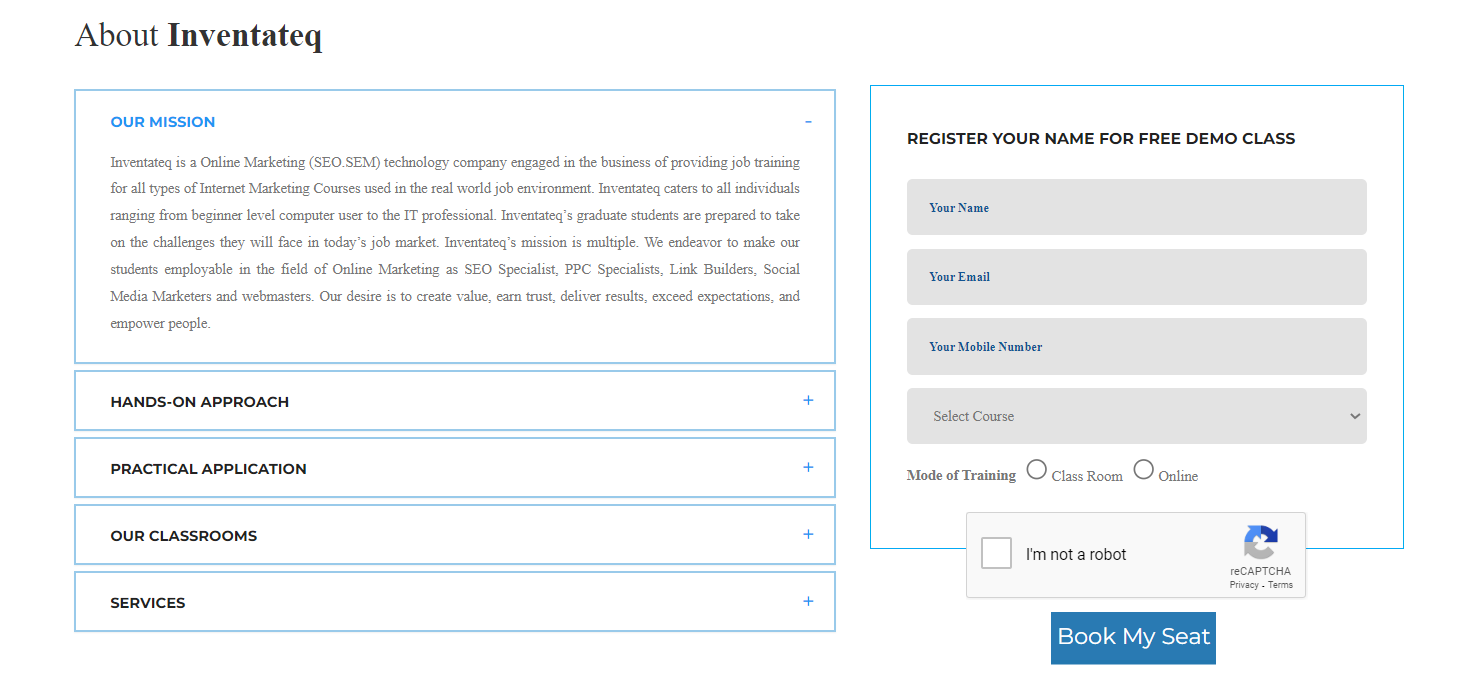 About Inventateq
OUR MISSION
Inventateq is a Online Marketing (SEO.SEM) technology company engaged in the business of providing job training
for all types of Internet Marketing Courses used in the real world job environment. Inventateq caters to all individuals
ranging from beginner level computer user to the IT professional. Inventateq’s graduate students are prepared to take
on the challenges they will face in today’s job market. Inventateq’s mission is multiple. We endeavor to make our
students employable in the field of Online Marketing as SEO Specialist, PPC Specialists, Link Builders, Social
Media Marketers and webmasters. Our desire is to create value, earn trust, deliver results, exceed expectations, and
empower people.
HANDS-ON APPROACH
PRACTICAL APPLICATION
OUR CLASSROOMS
SERVICES
REGISTER YOUR NAME FOR FREE DEMO CLASS
Your Name
Your Email
Your Mobile Number
Select Course
Mode of Training Class Room Online
I'm not a robot
reCAPTCHA
Privacy - Terms
Book My Seat